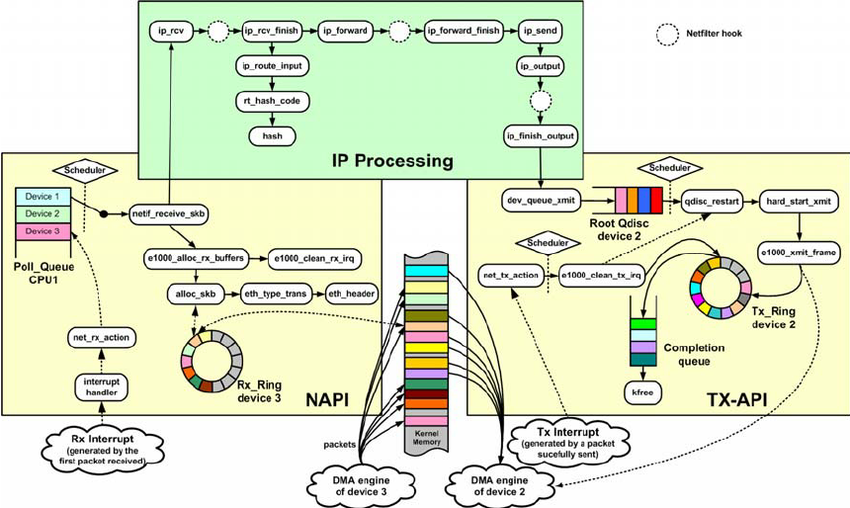 ip_rcv
ip_rcv_finish
ip_forward
ip_forward_finish
ip_send
Netfilter hook
ip_route_input
ip_output
rt_hash_code
hash
ip_finish_output
IP Processing
Scheduler
Device 1
Device 2
Device 3
Poll_Queue
CPU1
netif_receive_skb
e1000_alloc_rx_buffers
e1000_clean_rx_irq
alloc_skb
eth_type_trans
eth_header
net_rx_action
interrupt
handler
Rx_Ring
device 3
NAPI
Rx Interrupt
(generated by the
first packet received)
packets
Kernel
Memory
DMA engine
of device 3
DMA engine
of device 2
Scheduler
dev_queue_xmit
Root Qdisc
device 2
qdisc_restart
hard_start_xmit
Scheduler
net_tx_action
e1000_clean_tx_irq
e1000_xmit_frame
Tx_Ring
device 2
Completion
queue
kfree
TX-API
Tx Interrupt
(generated by a packet
sucefully sent)